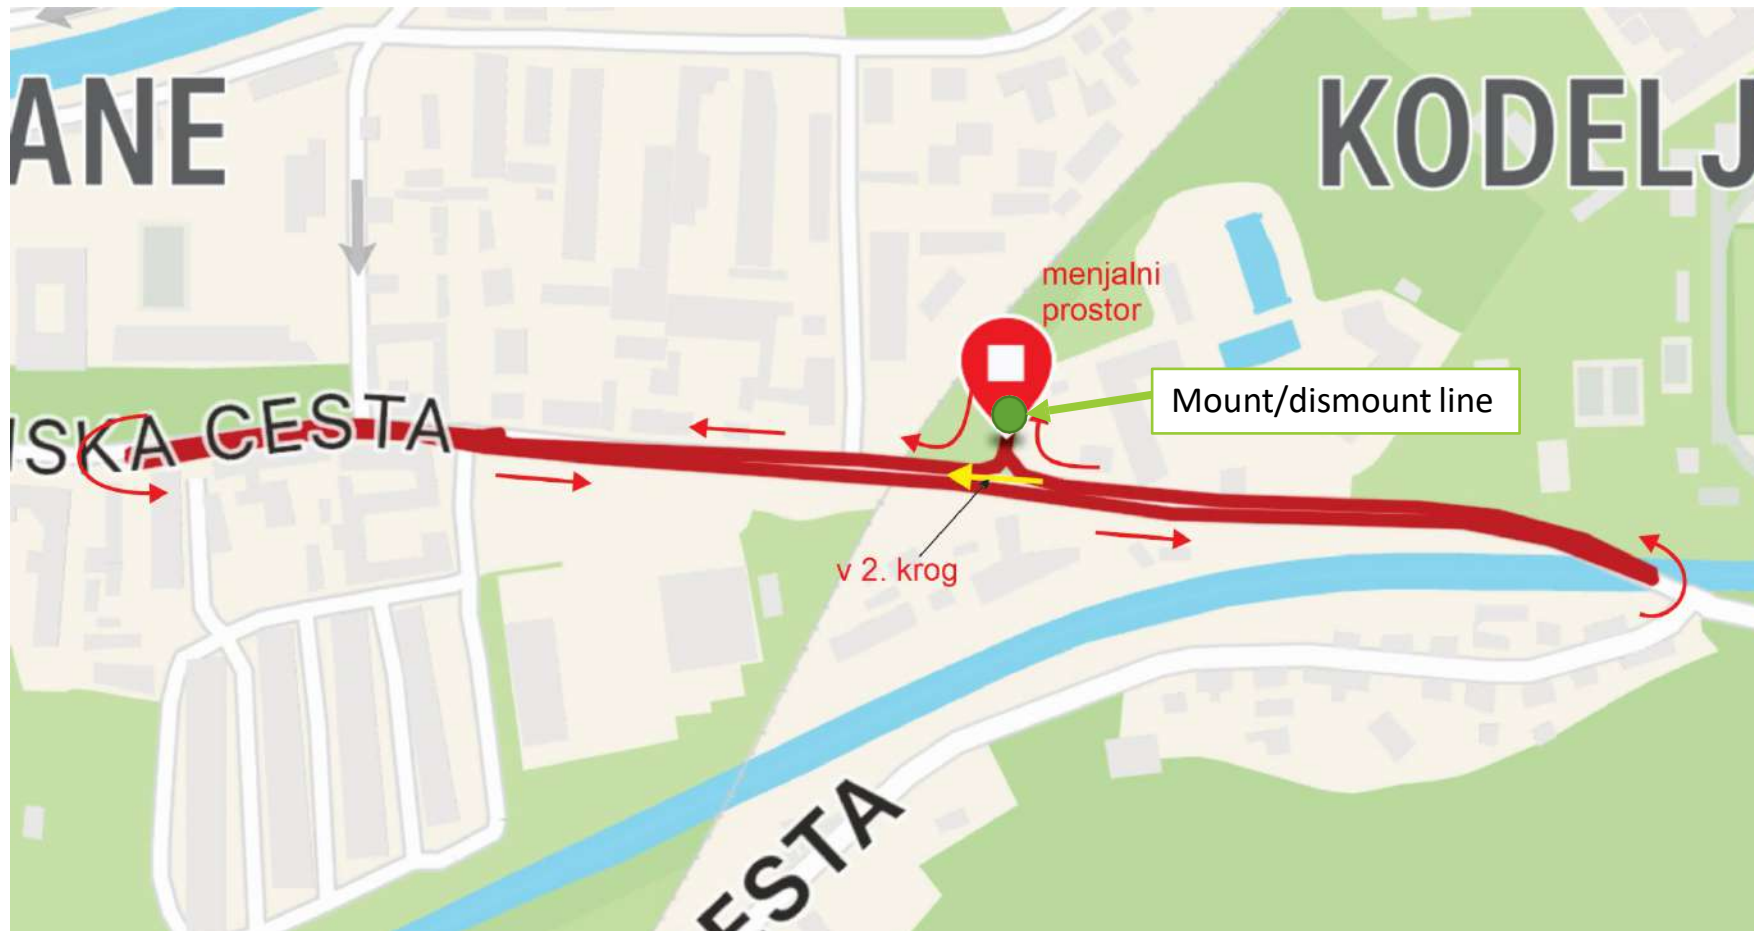 ANE
KODELJ
menjalni
prostor
Mount/dismount line
SKA CESTA
v 2. krog
ESTA